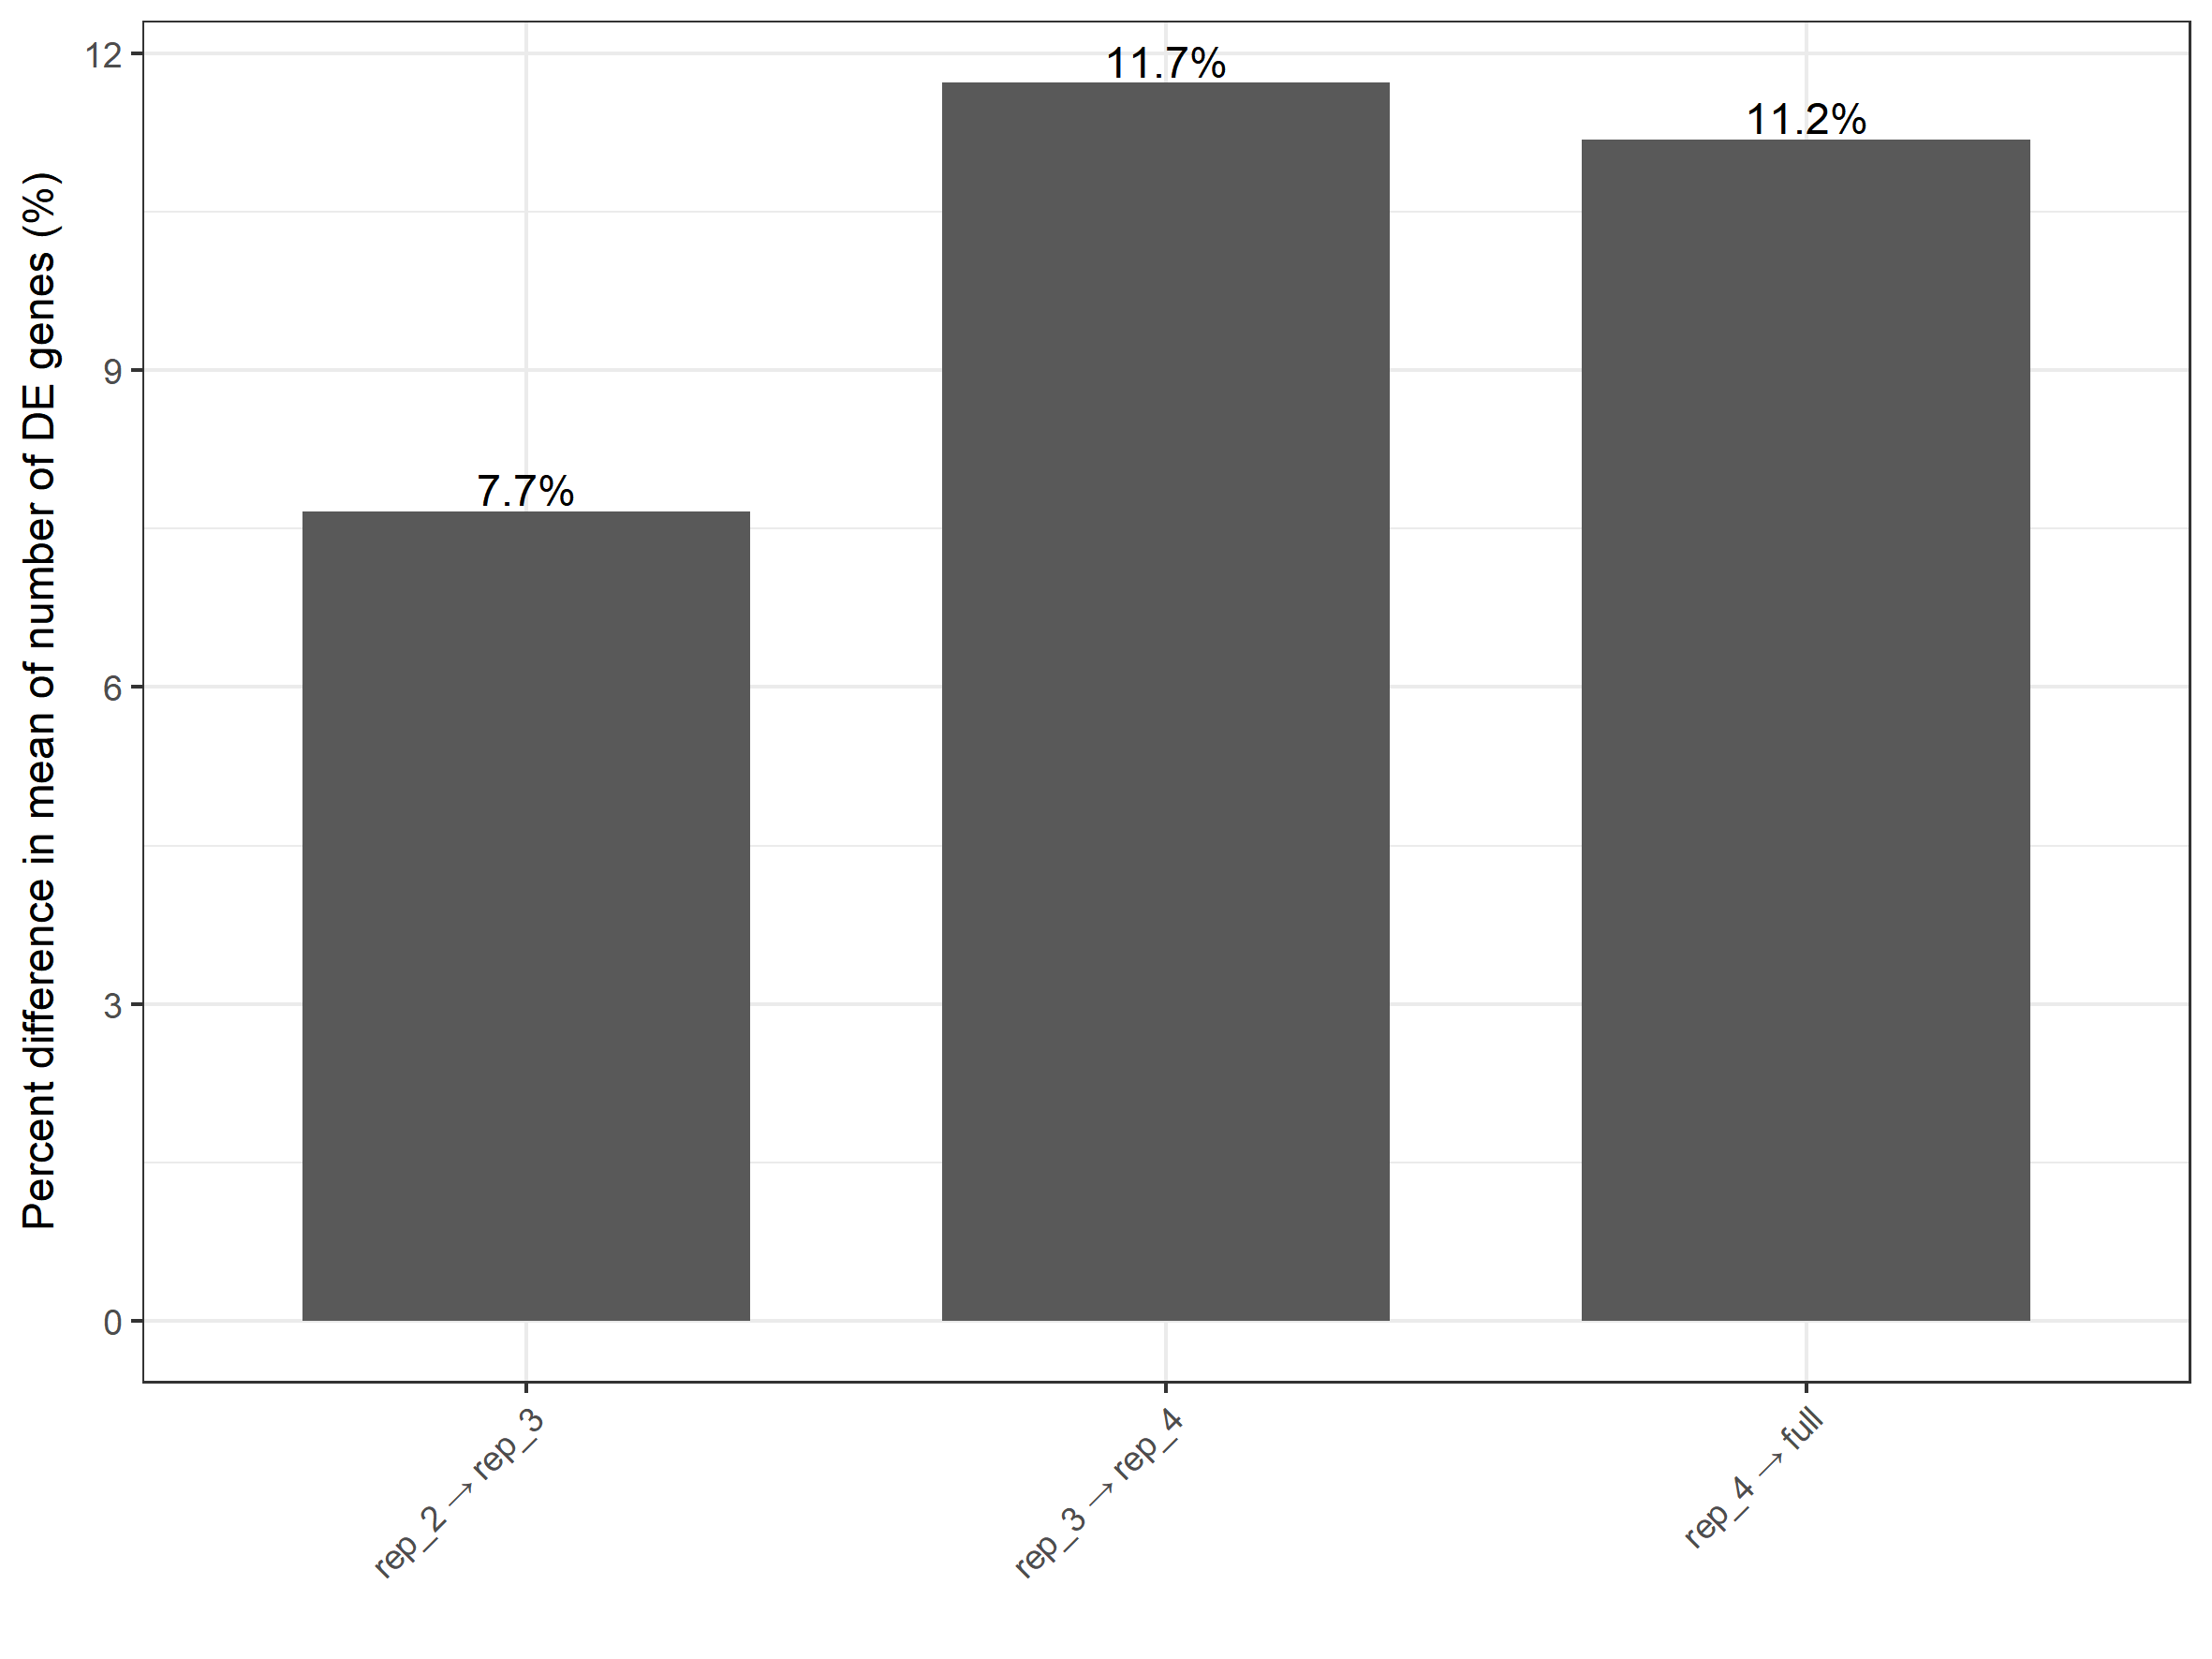 Percent difference in mean of number of DE genes (%)
12
9
6
3
0
7.7%
11.7%
11.2%
rep_2 → rep_3
rep_3 → rep_4
rep_4 → full